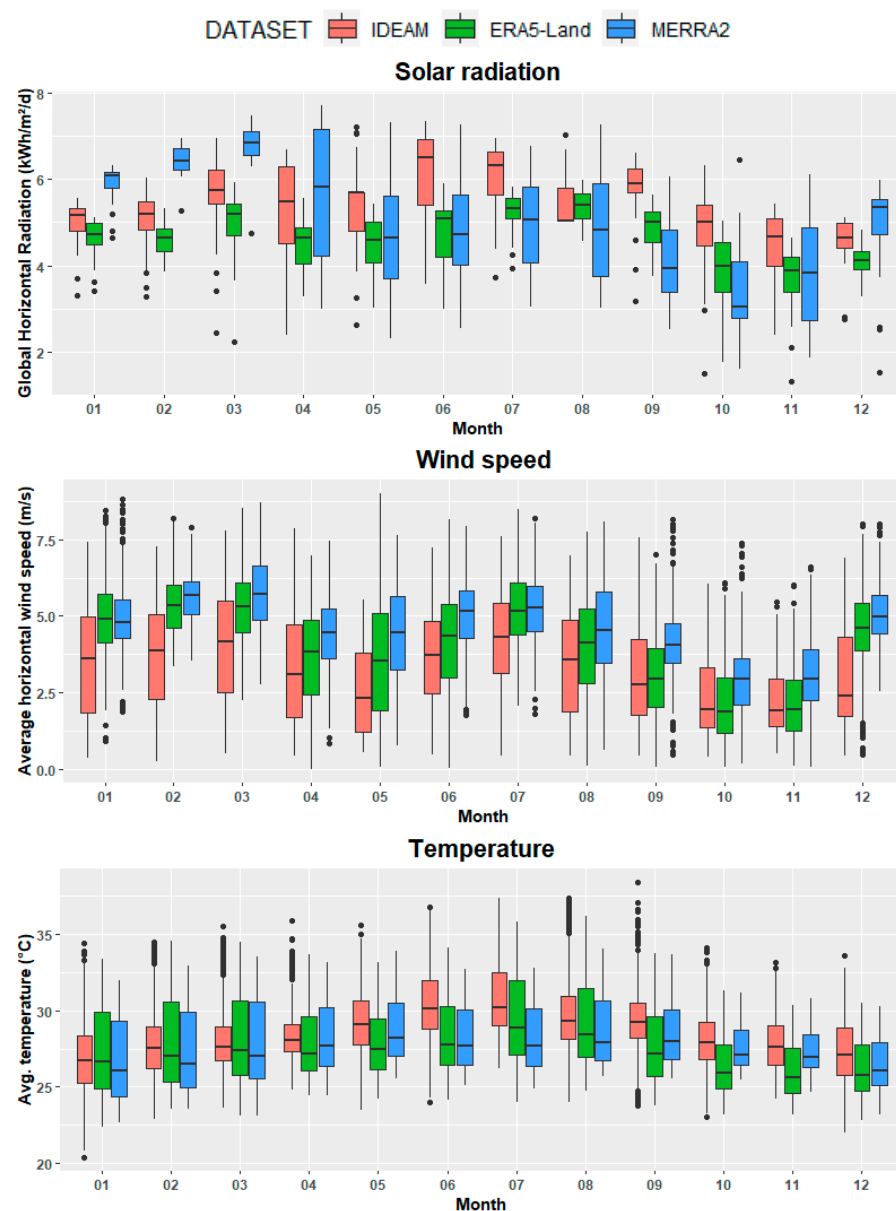 DATASET IDEAM ERA5-Land MERRA2
Solar radiation
Global Horizontal Radiation (kWh/m²/d)
8
6
4
2
01 02 03 04 05 06 07 08 09 10 11 12
Month
Wind speed
Average horizontal wind speed (m/s)
7.5
5.0
2.5
0.0
01 02 03 04 05 06 07 08 09 10 11 12
Month
Temperature
Avg. temperature (°C)
35
30
25
20
01 02 03 04 05 06 07 08 09 10 11 12
Month